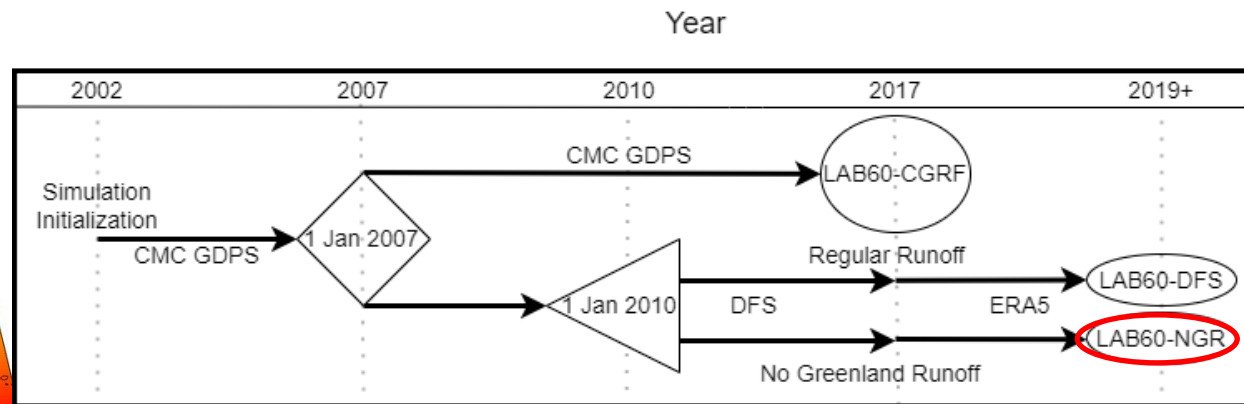 Year
2002 2007 2010 2017 2019+
CMC GDPS
LAB60-CGRF
Simulation
Initialization
1 Jan 2007
CMC GDPS
Regular Runoff
LAB60-DFS
1 Jan 2010
DFS
ERA5
LAB60-NGR
No Greenland Runoff